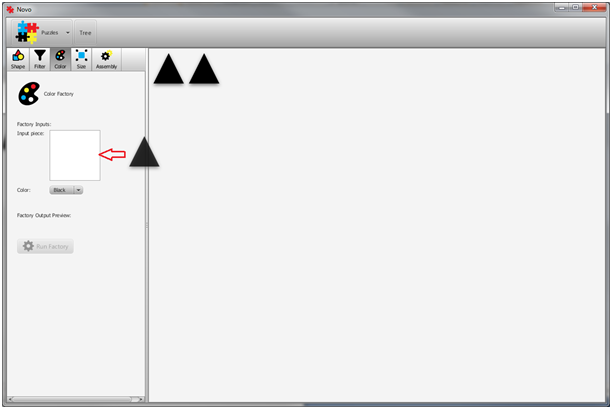 Novo
Puzzles Tree
Shape Filter Color Size Assembly
Color Factory
Factory Inputs:
Input piece:
Color: Black
Factory Output Preview:
Run Factory